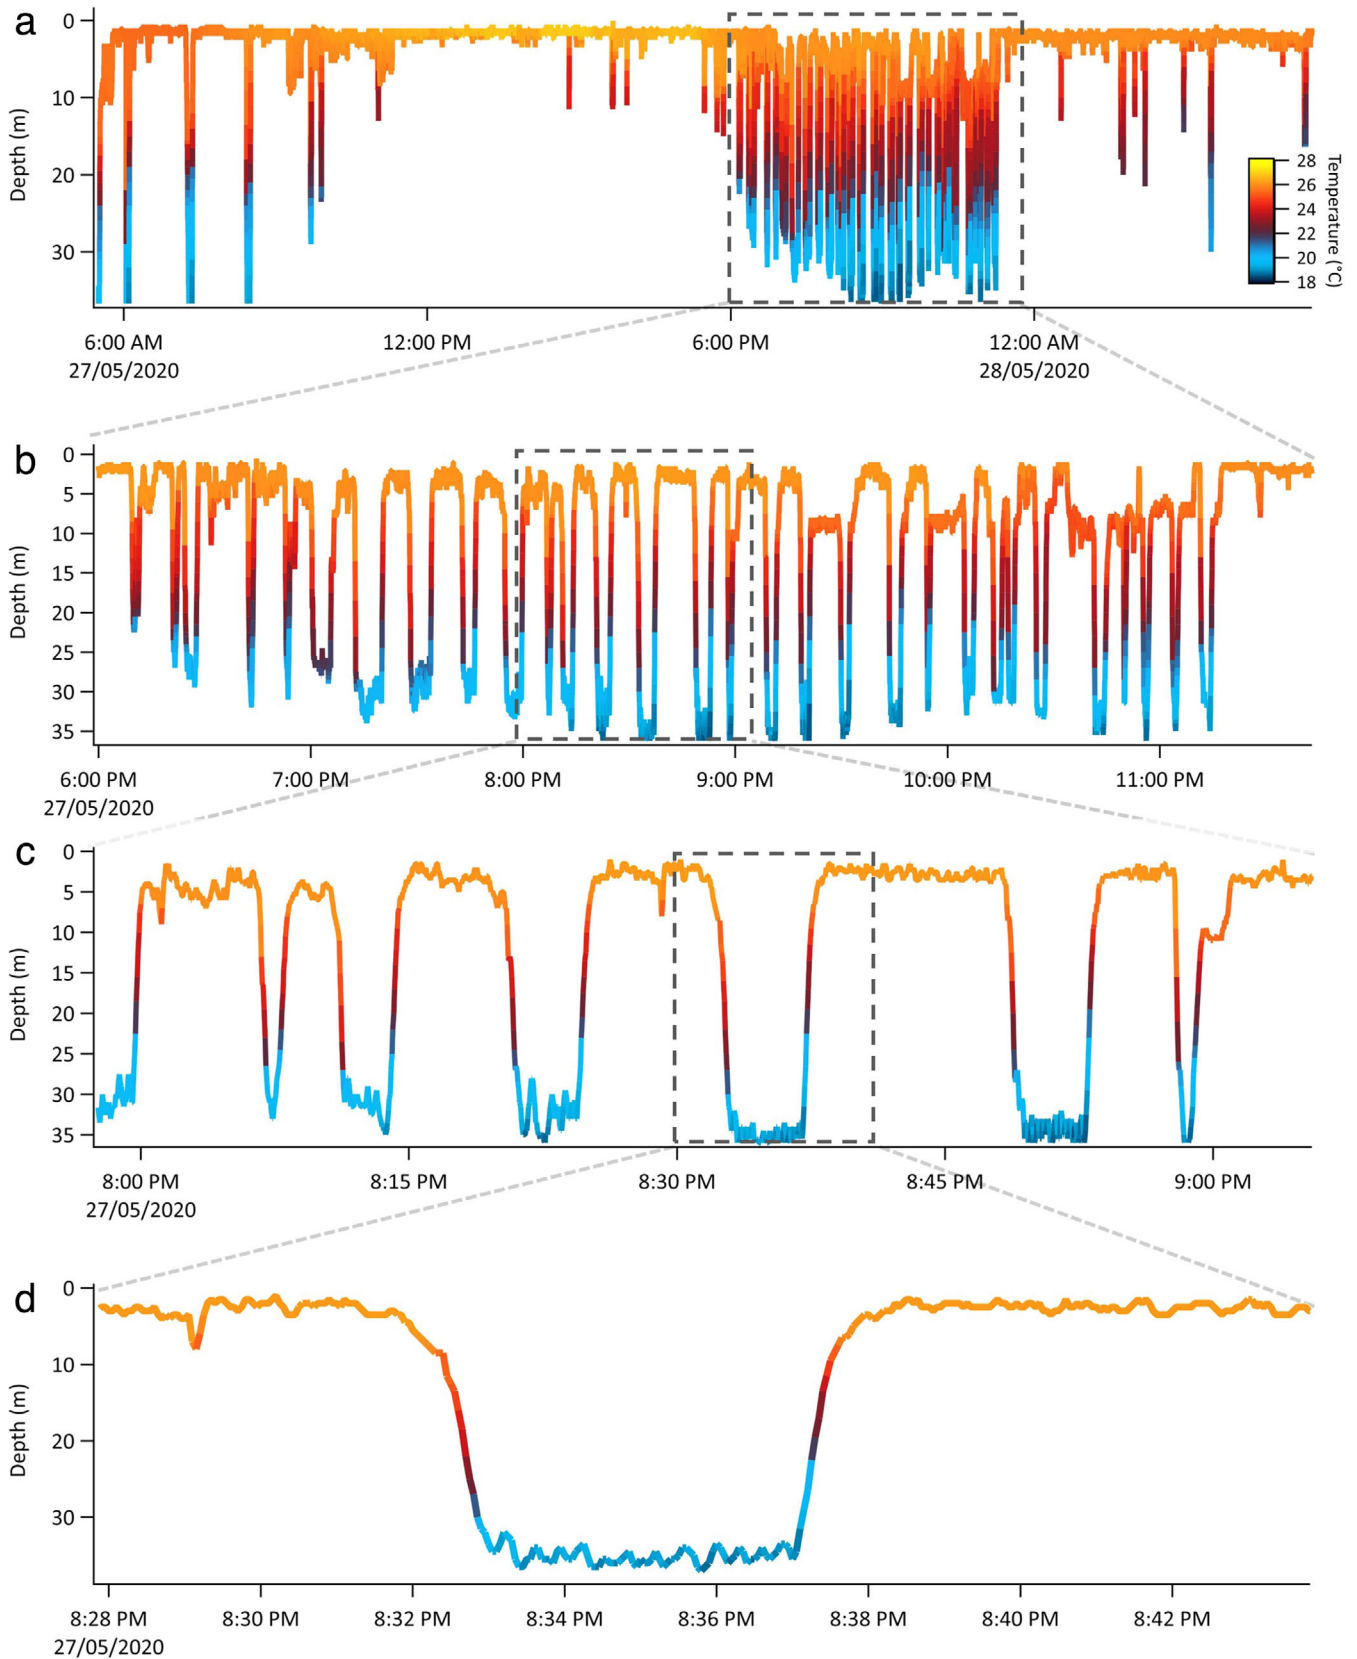 a
0
10
20
30
Depth (m)
28
26
24
22
20
18
Temperature (°C)
6:00 AM
12:00 PM
6:00 PM
12:00 AM
27/05/2020
28/05/2020
b
0
5
10
15
20
25
30
35
Depth (m)
6:00 PM
7:00 PM
8:00 PM
9:00 PM
10:00 PM
11:00 PM
27/05/2020
c
0
5
10
15
20
25
30
35
Depth (m)
8:00 PM
8:15 PM
8:30 PM
8:45 PM
9:00 PM
27/05/2020
d
0
10
20
30
Depth (m)
8:28 PM
8:30 PM
8:32 PM
8:34 PM
8:36 PM
8:38 PM
8:40 PM
8:42 PM
27/05/2020